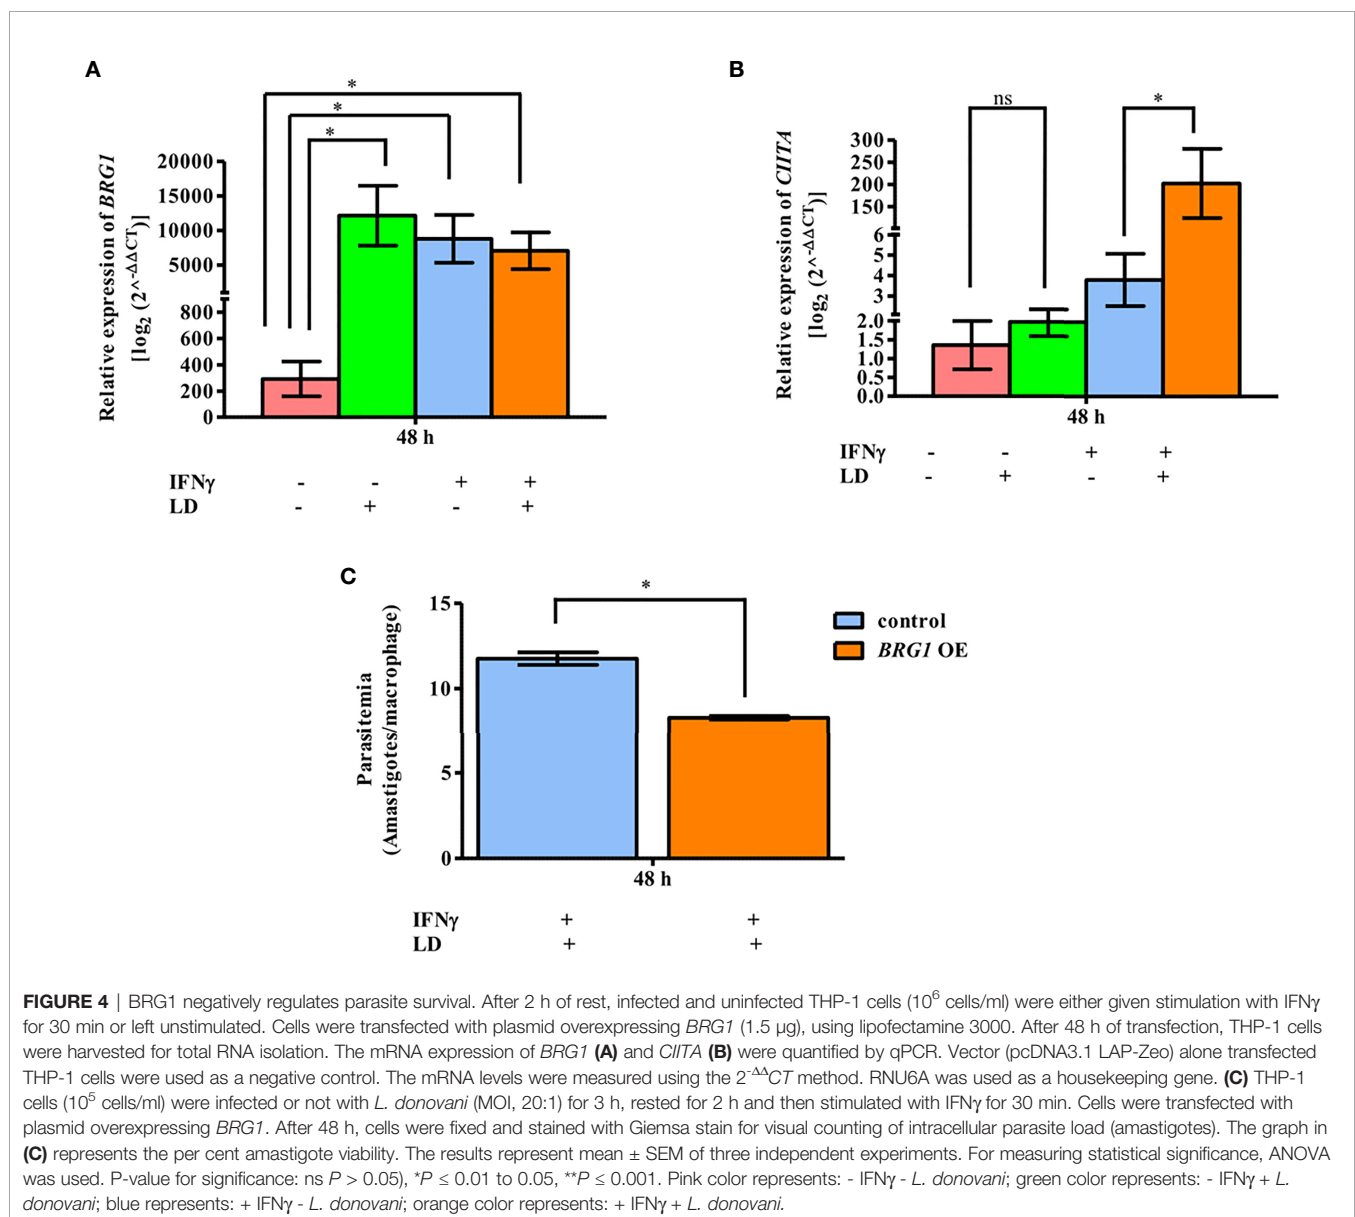 A
* 
*
*
Relative expression of BRG1
[log₂ (2^-ΔΔCT)]
20000
15000
10000
5000
800
600
400
200
0
48 h
IFNγ - - + +
LD - + - +
B
ns
*
Relative expression of CIITA
[log₂ (2^-ΔΔCT)]
300
250
200
150
6
5
4
3
2.0
1.5
1.0
0.5
0.0
48 h
IFNγ - - + +
LD - + - +
C
*
Parasitemia
(Amastigotes/macrophage)
15
10
5
0
48 h
control
BRG1 OE
IFNγ + +
LD + +
FIGURE 4 | BRG1 negatively regulates parasite survival. After 2 h of rest, infected and uninfected THP-1 cells (10⁶ cells/ml) were either given stimulation with IFNγ
for 30 min or left unstimulated. Cells were transfected with plasmid overexpressing BRG1 (1.5 μg), using lipofectamine 3000. After 48 h of transfection, THP-1 cells
were harvested for total RNA isolation. The mRNA expression of BRG1 (A) and CIITA (B) were quantified by qPCR. Vector (pcDNA3.1 LAP-Zeo) alone transfected
THP-1 cells were used as a negative control. The mRNA levels were measured using the 2⁻ΔΔCT method. RNU6A was used as a housekeeping gene. (C) THP-1
cells (10⁵ cells/ml) were infected or not with L. donovani (MOI, 20:1) for 3 h, rested for 2 h and then stimulated with IFNγ for 30 min. Cells were transfected with
plasmid overexpressing BRG1. After 48 h, cells were fixed and stained with Giemsa stain for visual counting of intracellular parasite load (amastigotes). The graph in
(C) represents the per cent amastigote viability. The results represent mean ± SEM of three independent experiments. For measuring statistical significance, ANOVA
was used. P-value for significance: ns P > 0.05), *P ≤ 0.01 to 0.05, **P ≤ 0.001. Pink color represents: - IFNγ - L. donovani; green color represents: - IFNγ + L.
donovani; blue represents: + IFNγ - L. donovani; orange color represents: + IFNγ + L. donovani.